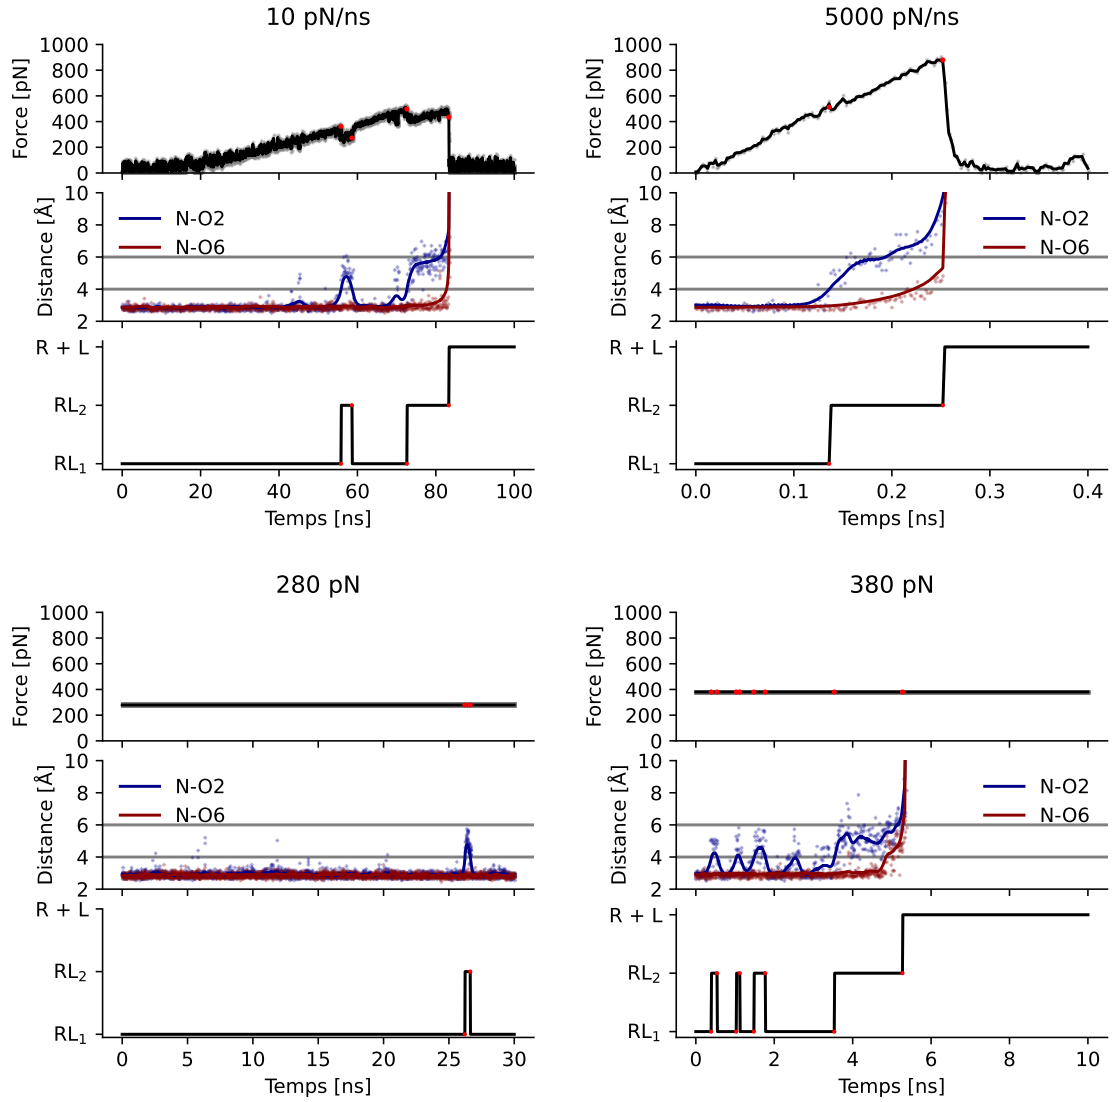 10 pN/ns
1000
800
600
400
200
0
Force [pN]
10
8
6
4
2
Distance [Å]
N-O2
N-O6
R + L
RL₂
RL₁
0 20 40 60 80 100
Temps [ns]
5000 pN/ns
1000
800
600
400
200
0
Force [pN]
10
8
6
4
2
Distance [Å]
N-O2
N-O6
R + L
RL₂
RL₁
0.0 0.1 0.2 0.3 0.4
Temps [ns]
280 pN
1000
800
600
400
200
0
Force [pN]
10
8
6
4
2
Distance [Å]
N-O2
N-O6
R + L
RL₂
RL₁
0 5 10 15 20 25 30
Temps [ns]
380 pN
1000
800
600
400
200
0
Force [pN]
10
8
6
4
2
Distance [Å]
N-O2
N-O6
R + L
RL₂
RL₁
0 2 4 6 8 10
Temps [ns]